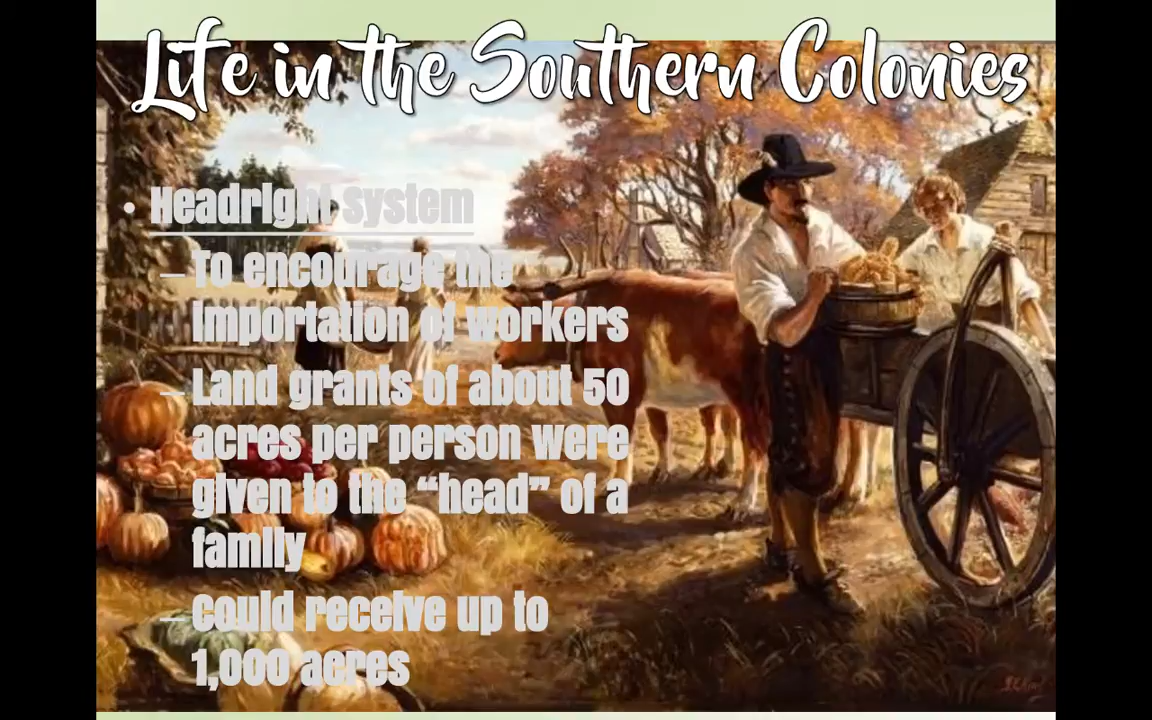 Life in the Southern Colonies
• Headright System
– To encourage the
importation of workers
– Land grants of about 50
acres per person were
given to the “head” of a
family
– Could receive up to
1,000 acres